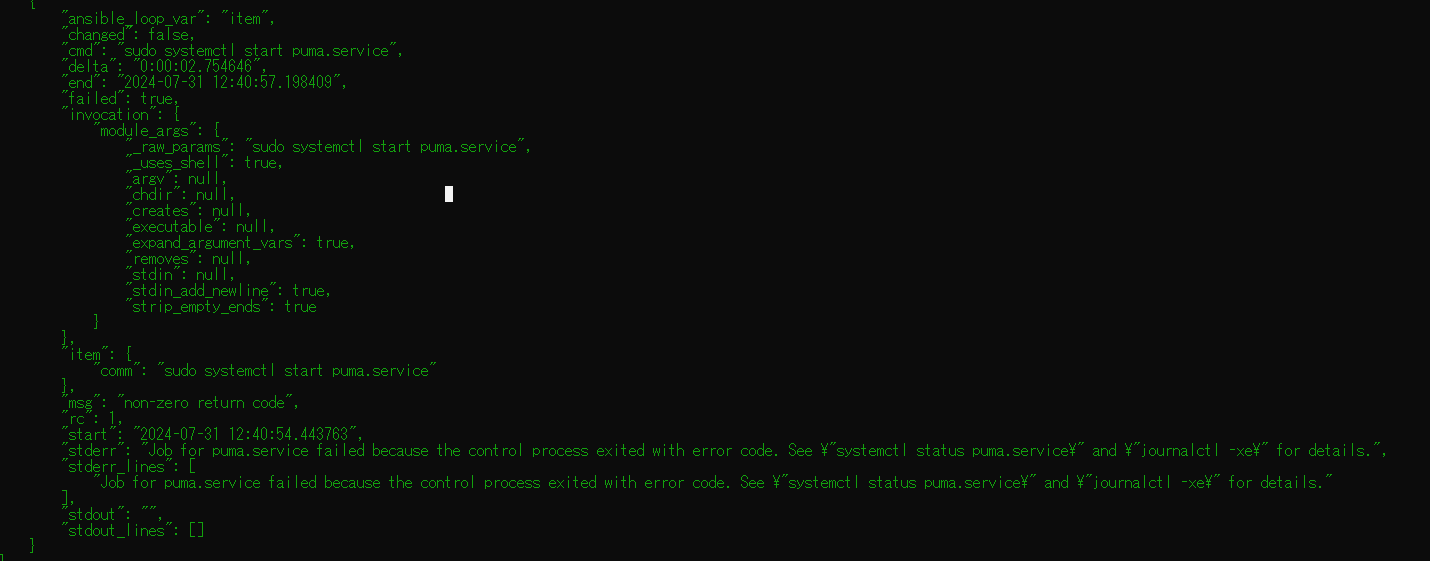 {
"ansible_loop_var": "item",
"changed": false,
"cmd": "sudo systemctl start puma.service",
"delta": "0:00:02.754646",
"end": "2024-07-31 12:40:57.198409",
"failed": true,
"invocation": {
"module_args": {
"_raw_params": "sudo systemctl start puma.service",
"_uses_shell": true,
"argv": null,
"chdir": null,
"creates": null,
"executable": null,
"expand_argument_vars": true,
"removes": null,
"stdin": null,
"stdin_add_newline": true,
"strip_empty_ends": true
}
},
"item": {
"comm": "sudo systemctl start puma.service"
},
"msg": "non-zero return code",
"rc": 1,
"start": "2024-07-31 12:40:54.443763",
"stderr": "Job for puma.service failed because the control process exited with error code. See ¥"systemctl status puma.service¥" and ¥"journalctl -xe¥" for details.",
"stderr_lines": [
"Job for puma.service failed because the control process exited with error code. See ¥"systemctl status puma.service¥" and ¥"journalctl -xe¥" for details."
],
"stdout": "",
"stdout_lines": []
}
]